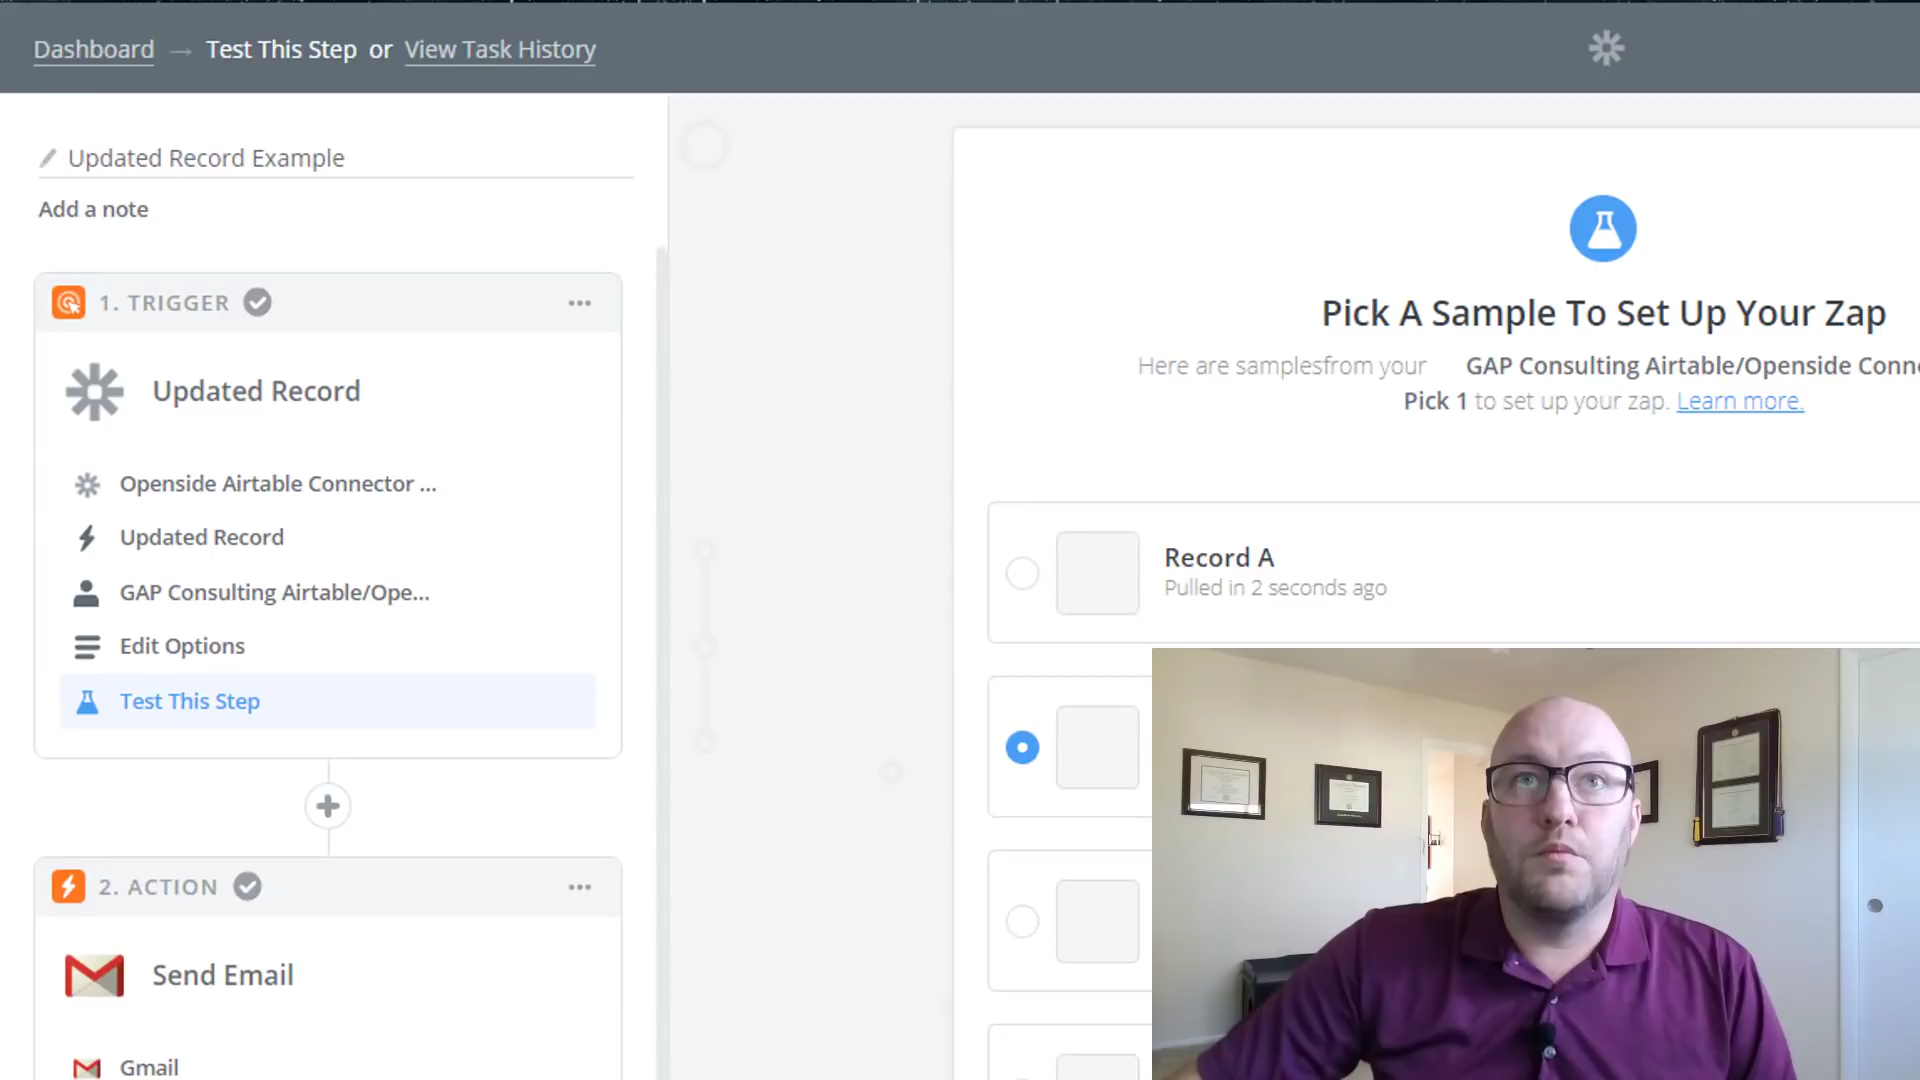 Dashboard → Test This Step or View Task History
Updated Record Example
Add a note
1. TRIGGER
Updated Record
Openside Airtable Connector ...
Updated Record
GAP Consulting Airtable/Ope...
Edit Options
Test This Step
2. ACTION
Send Email
Gmail
Pick A Sample To Set Up Your Zap
Here are samplesfrom your GAP Consulting Airtable/Openside Conne
Pick 1 to set up your zap. Learn more.
Record A
Pulled in 2 seconds ago